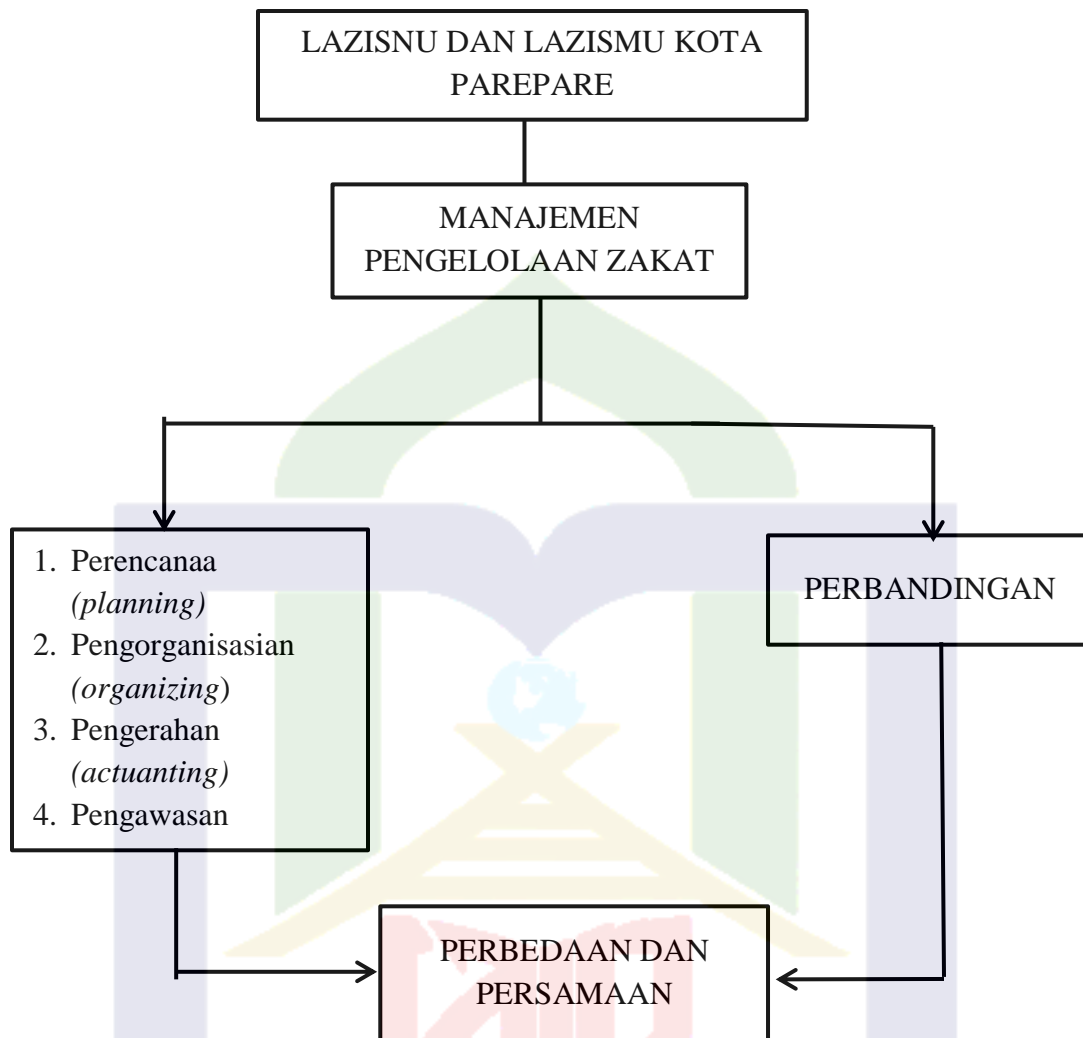 LAZISNU DAN LAZISMU KOTA
PAREPARE
MANAJEMEN
PENGELOLAAN ZAKAT
1. Perencanaa
(planning)
2. Pengorganisasian
(organizing)
3. Pengerahan
(actuanting)
4. Pengawasan
PERBANDINGAN
PERBEDAAN DAN
PERSAMAAN